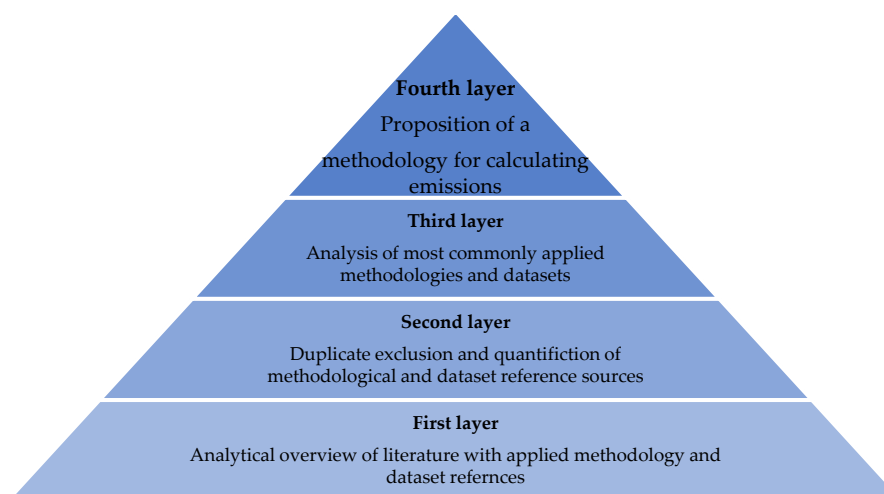 Fourth layer
Proposition of a
methodology for calculating
emissions
Third layer
Analysis of most commonly applied
methodologies and datasets
Second layer
Duplicate exclusion and quantifiction of
methodological and dataset reference sources
First layer
Analytical overview of literature with applied methodology and
dataset refernces